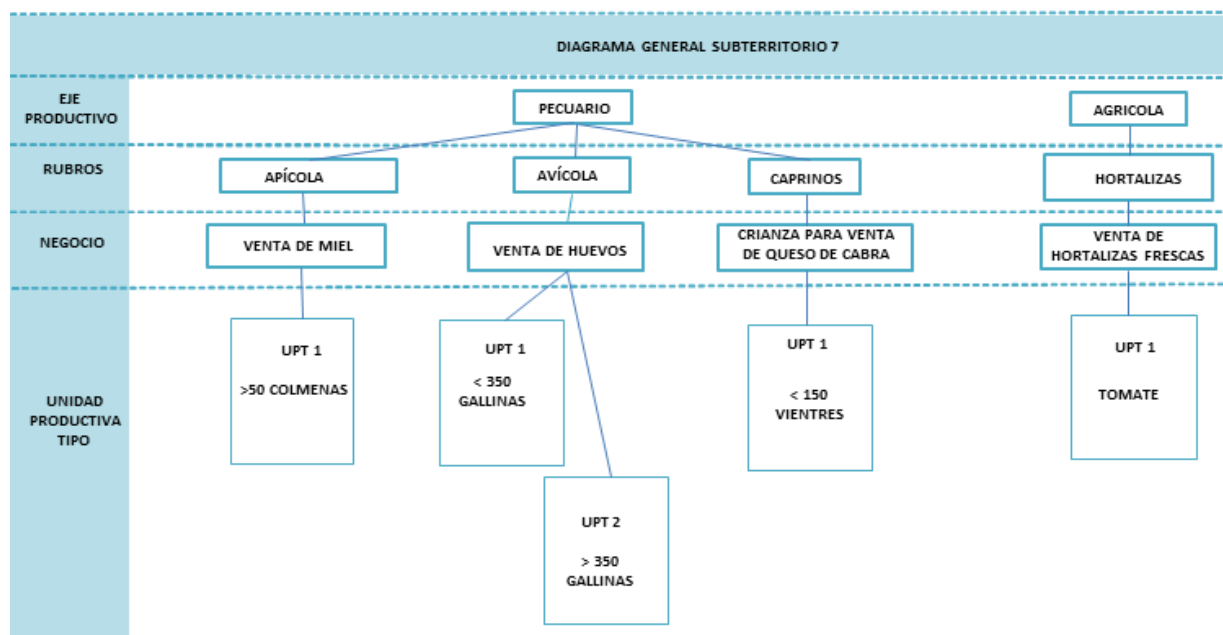 DIAGRAMA GENERAL SUBTERRITORIO 7
EJE
PRODUCTIVO
PECUARIO
AGRICOLA
RUBROS
APÍCOLA
AVÍCOLA
CAPRINOS
HORTALIZAS
NEGOCIO
VENTA DE MIEL
VENTA DE HUEVOS
CRIANZA PARA VENTA
DE QUESO DE CABRA
VENTA DE
HORTALIZAS FRESCAS
UNIDAD
PRODUCTIVA
TIPO
UPT 1
>50 COLMENAS
UPT 1
< 350
GALLINAS
UPT 2
> 350
GALLINAS
UPT 1
< 150
VIENTRES
UPT 1
TOMATE